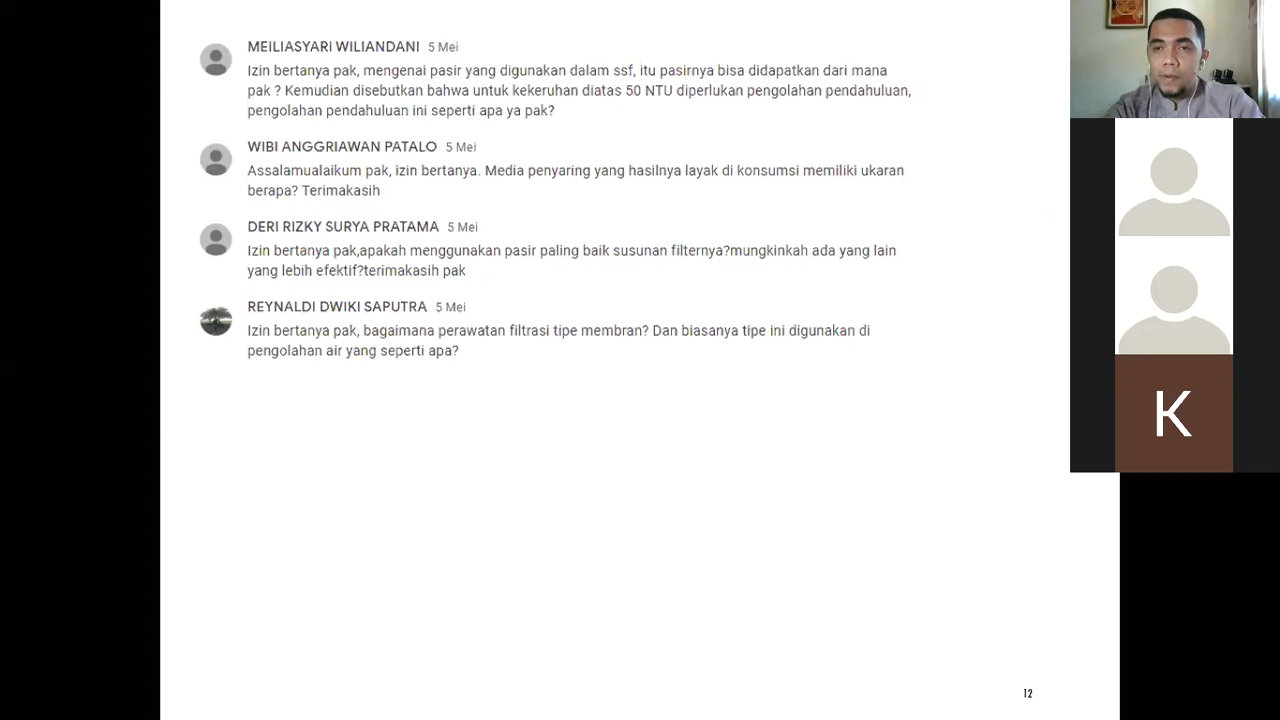 MEILIASYARI WILIANDANI 5 Mei
Izin bertanya pak, mengenai pasir yang digunakan dalam ssf, itu pasirnya bisa didapatkan dari mana
pak ? Kemudian disebutkan bahwa untuk kekeruhan diatas 50 NTU diperlukan pengolahan pendahuluan,
pengolahan pendahuluan ini seperti apa ya pak?
WIBI ANGGRIAWAN PATALO 5 Mei
Assalamualaikum pak, izin bertanya. Media penyaring yang hasilnya layak di konsumsi memiliki ukaran
berapa? Terimakasih
DERI RIZKY SURYA PRATAMA 5 Mei
Izin bertanya pak,apakah menggunakan pasir paling baik susunan filternya?mungkinkah ada yang lain
yang lebih efektif?terimakasih pak
REYNALDI DWIKI SAPUTRA 5 Mei
Izin bertanya pak, bagaimana perawatan filtrasi tipe membran? Dan biasanya tipe ini digunakan di
pengolahan air yang seperti apa?
K
12